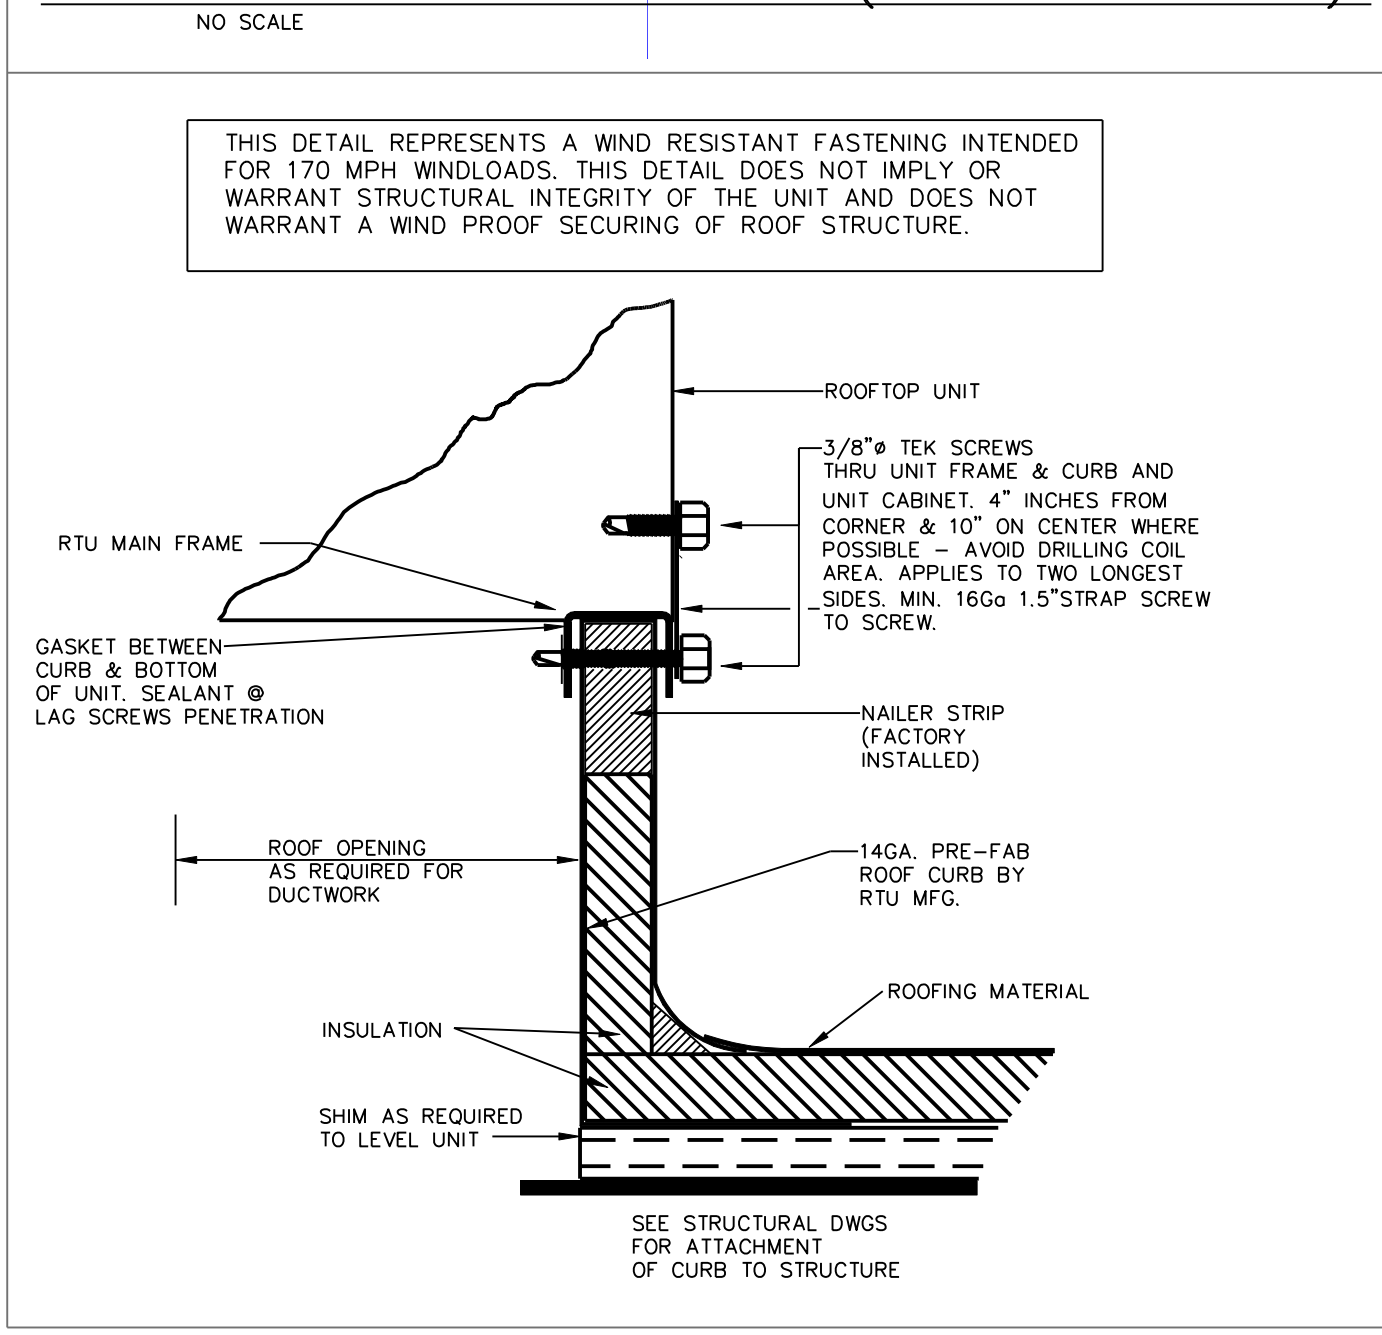 NO SCALE
THIS DETAIL REPRESENTS A WIND RESISTANT FASTENING INTENDED
FOR 170 MPH WINDLOADS. THIS DETAIL DOES NOT IMPLY OR
WARRANT STRUCTURAL INTEGRITY OF THE UNIT AND DOES NOT
WARRANT A WIND PROOF SECURING OF ROOF STRUCTURE.
ROOFTOP UNIT
3/8"ø TEK SCREWS
THRU UNIT FRAME & CURB AND
UNIT CABINET. 4" INCHES FROM
CORNER & 10" ON CENTER WHERE
POSSIBLE – AVOID DRILLING COIL
AREA. APPLIES TO TWO LONGEST
SIDES. MIN. 16Ga 1.5"STRAP SCREW
TO SCREW.
RTU MAIN FRAME
GASKET BETWEEN
CURB & BOTTOM
OF UNIT. SEALANT @
LAG SCREWS PENETRATION
NAILER STRIP
(FACTORY
INSTALLED)
ROOF OPENING
AS REQUIRED FOR
DUCTWORK
14GA. PRE–FAB
ROOF CURB BY
RTU MFG.
ROOFING MATERIAL
INSULATION
SHIM AS REQUIRED
TO LEVEL UNIT
SEE STRUCTURAL DWGS
FOR ATTACHMENT
OF CURB TO STRUCTURE